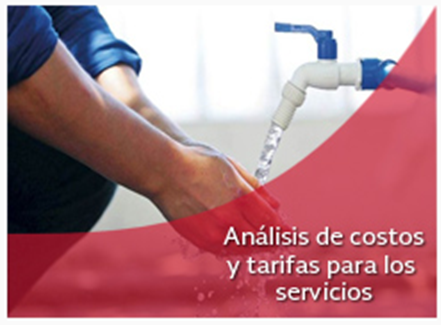 Análisis de costos
y tarifas para los
servicios